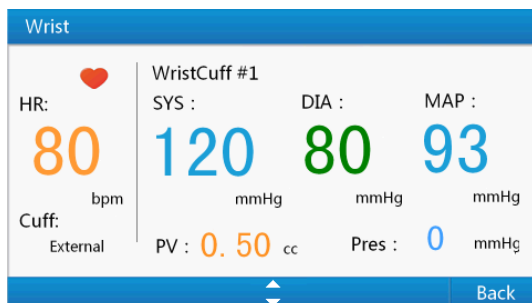 Wrist
WristCuff #1
HR:
SYS :
DIA :
MAP :
80
120
80
93
bpm
mmHg
mmHg
mmHg
Cuff:
External
PV : 0.50 cc
Pres : 0 mmHg
Back